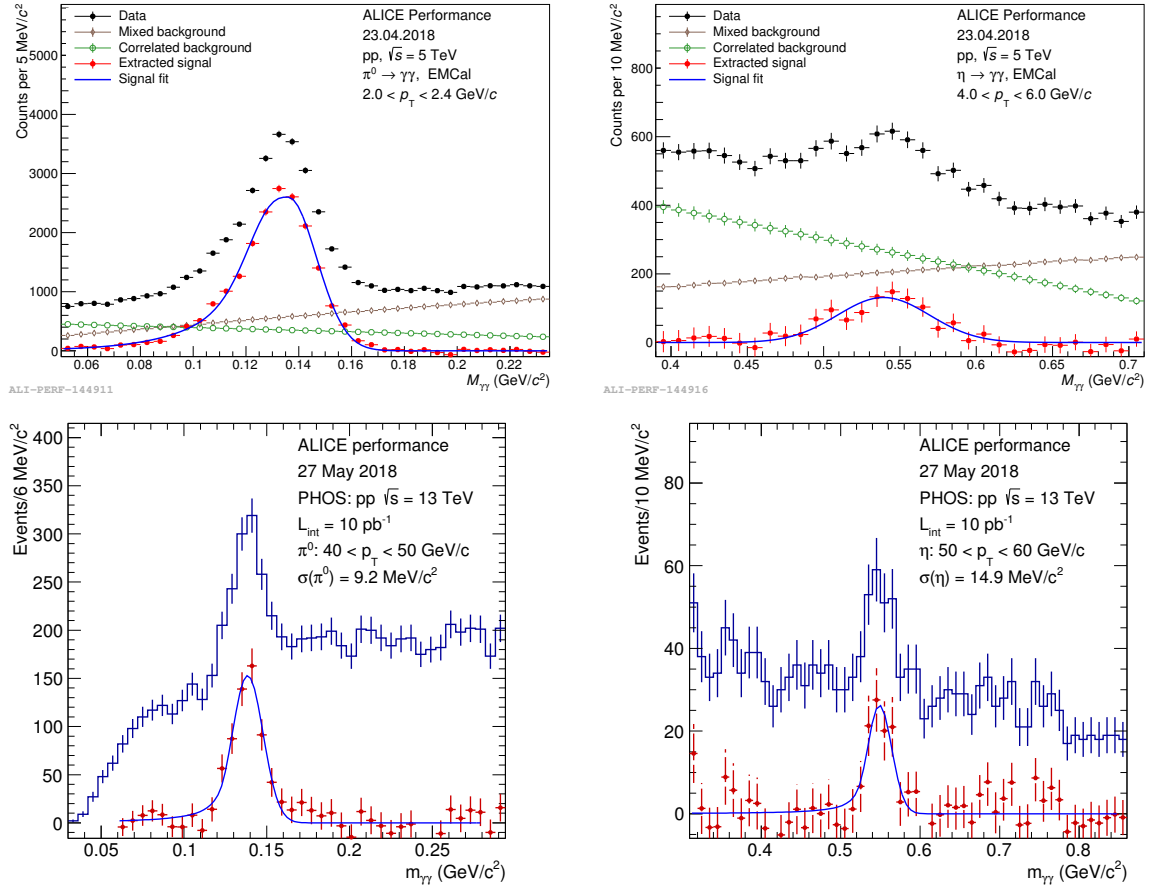 Counts per 5 MeV/c²
5000
4000
3000
2000
1000
0
Data
Mixed background
Correlated background
Extracted signal
Signal fit
ALICE Performance
23.04.2018
pp, √s = 5 TeV
π⁰ → γγ, EMCal
2.0 < p_T < 2.4 GeV/c
0.06 0.08 0.1 0.12 0.14 0.16 0.18 0.2 0.22
M_γγ (GeV/c²)
ALI-PERF-144911
Counts per 10 MeV/c²
800
600
400
200
0
Data
Mixed background
Correlated background
Extracted signal
Signal fit
ALICE Performance
23.04.2018
pp, √s = 5 TeV
η → γγ, EMCal
4.0 < p_T < 6.0 GeV/c
0.4 0.45 0.5 0.55 0.6 0.65 0.7
M_γγ (GeV/c²)
ALI-PERF-144916
Events/6 MeV/c²
400
350
300
250
200
150
100
50
0
ALICE performance
27 May 2018
PHOS: pp √s = 13 TeV
L_int = 10 pb⁻¹
π⁰: 40 < p_T < 50 GeV/c
σ(π⁰) = 9.2 MeV/c²
0.05 0.1 0.15 0.2 0.25
m_γγ (GeV/c²)
Events/10 MeV/c²
80
60
40
20
0
ALICE performance
27 May 2018
PHOS: pp √s = 13 TeV
L_int = 10 pb⁻¹
η: 50 < p_T < 60 GeV/c
σ(η) = 14.9 MeV/c²
0.4 0.5 0.6 0.7 0.8
m_γγ (GeV/c²)